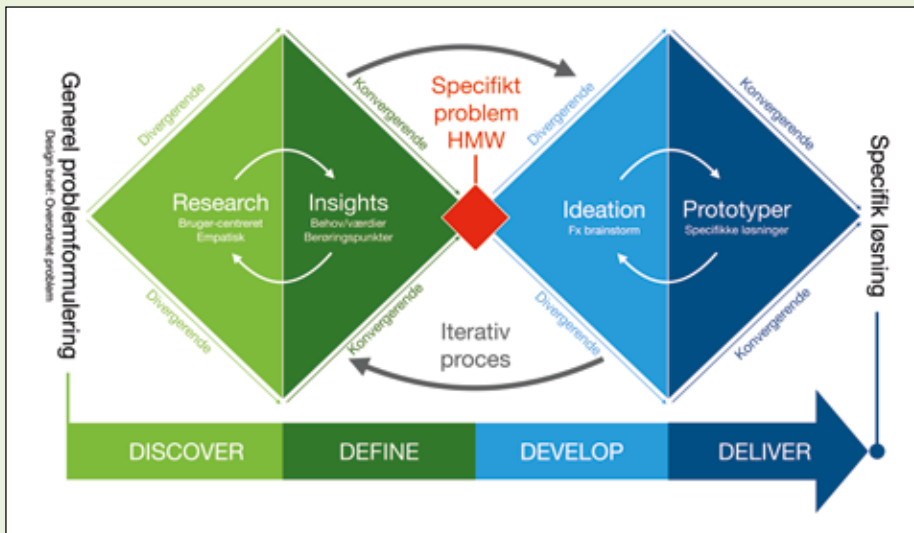 Generel problemformulering
Design brief: Overordnet problem
Divergerende
Divergerende
Research
Bruger-centreret
Empatisk
Konvergerende
Konvergerende
Insights
Behov/værdier
Berøringspunkter
Specifikt
problem
HMW
Iterativ
proces
Divergerende
Divergerende
Ideation
Fx brainstorm
Konvergerende
Konvergerende
Prototyper
Specifikke løsninger
Specifik løsning
DISCOVER
DEFINE
DEVELOP
DELIVER